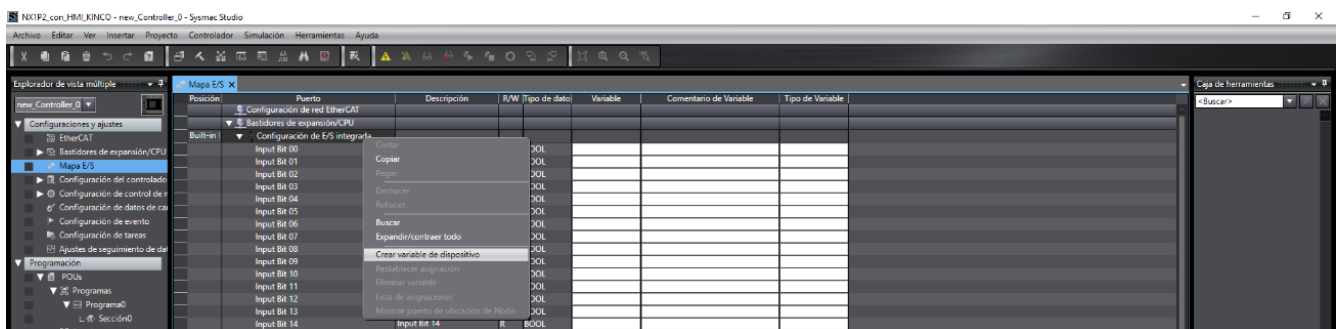 NX1P2_con_HMI_KINCO - new_Controller_0 - Sysmac Studio
Archivo Editar Ver Insertar Proyecto Controlador Simulación Herramientas Ayuda
Explorador de vista múltiple
Mapa E/S
Caja de herramientas
new_Controller_0
Posición Puerto Descripción R/W Tipo de dato Variable Comentario de Variable Tipo de Variable
<Buscar>
Configuración de red EtherCAT
Configuraciones y ajustes
Bastidores de expansión/CPU
EtherCAT
Built-in Configuración de E/S integrada
Bastidores de expansión/CPU
Input Bit 00
Cortar
Mapa E/S
Input Bit 01
Copiar
Configuración del controlado
Input Bit 02
Pegar
Configuración de control de
Input Bit 03
Deshacer
Configuración de datos de
Input Bit 04
Rehacer
Input Bit 05
Configuración de evento
Input Bit 06
Buscar
Configuración de tareas
Input Bit 07
Expandir/contraer todo
Ajustes de seguimiento de
Input Bit 08
Crear variable de dispositivo
Programación
Input Bit 09
Restablecer asignación
POUs
Input Bit 10
Eliminar variable
Programas
Input Bit 11
Lista de asignaciones
Programa0
Input Bit 12
Mostrar puerto de ubicación de Nodo
Input Bit 13
Sección0
Input Bit 14 Input Bit 14 R BOOL